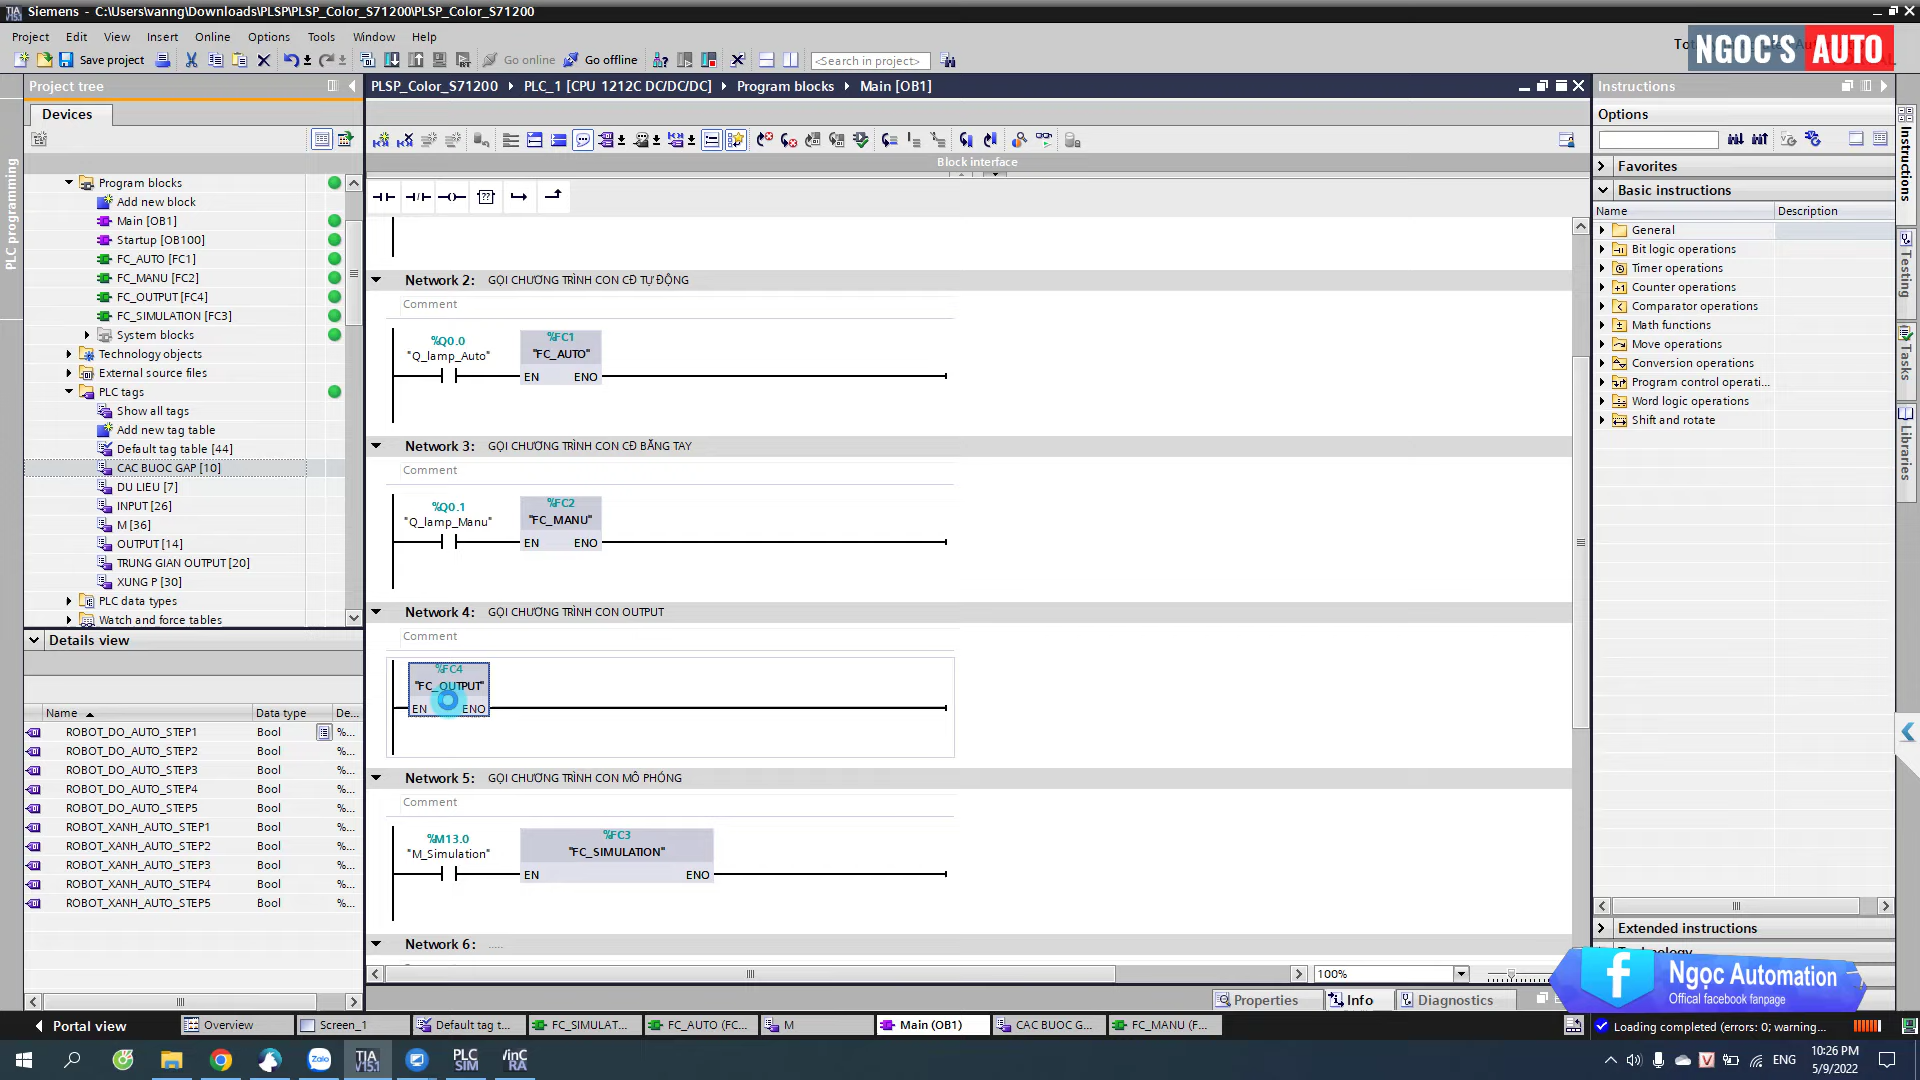 Siemens - C:\Users\vanng\Downloads\PLSP\PLSP_Color_S71200\PLSP_Color_S71200
Project Edit View Insert Online Options Tools Window Help
NGOC'S AUTO
Save project
Go online
Go offline
<Search in project>
Project tree
PLSP_Color_S71200 PLC_1 [CPU 1212C DC/DC/DC] Program blocks Main [OB1]
Instructions
Devices
Options
PLC programming
Block interface
Favorites
Basic instructions
Name Description
General
Bit logic operations
Timer operations
Counter operations
Comparator operations
Math functions
Move operations
Conversion operations
Program control operati...
Word logic operations
Shift and rotate
Extended instructions
Instructions
Testing
Tasks
Libraries
Program blocks
Add new block
Main [OB1]
Startup [OB100]
FC_AUTO [FC1]
FC_MANU [FC2]
FC_OUTPUT [FC4]
FC_SIMULATION [FC3]
System blocks
Technology objects
External source files
PLC tags
Show all tags
Add new tag table
Default tag table [44]
CAC BUOC GAP [10]
DU LIEU [7]
INPUT [26]
M [36]
OUTPUT [14]
TRUNG GIAN OUTPUT [20]
XUNG P [30]
PLC data types
Watch and force tables
Details view
Name Data type De...
ROBOT_DO_AUTO_STEP1 Bool %...
ROBOT_DO_AUTO_STEP2 Bool %...
ROBOT_DO_AUTO_STEP3 Bool %...
ROBOT_DO_AUTO_STEP4 Bool %...
ROBOT_DO_AUTO_STEP5 Bool %...
ROBOT_XANH_AUTO_STEP1 Bool %...
ROBOT_XANH_AUTO_STEP2 Bool %...
ROBOT_XANH_AUTO_STEP3 Bool %...
ROBOT_XANH_AUTO_STEP4 Bool %...
ROBOT_XANH_AUTO_STEP5 Bool %...
Network 2: GỌI CHƯƠNG TRÌNH CON CĐ TỰ ĐỘNG
Comment
%Q0.0
"Q_lamp_Auto"
%FC1
"FC_AUTO"
EN ENO
Network 3: GỌI CHƯƠNG TRÌNH CON CĐ BẰNG TAY
Comment
%Q0.1
"Q_lamp_Manu"
%FC2
"FC_MANU"
EN ENO
Network 4: GỌI CHƯƠNG TRÌNH CON OUTPUT
Comment
%FC4
"FC_OUTPUT"
EN ENO
Network 5: GỌI CHƯƠNG TRÌNH CON MÔ PHỎNG
Comment
%M13.0
"M_Simulation"
%FC3
"FC_SIMULATION"
EN ENO
Network 6: .....
100%
Ngọc Automation
Offical facebook fanpage
Properties Info Diagnostics
Portal view Overview Screen_1 Default tag t... FC_SIMULAT... FC_AUTO (FC... M Main (OB1) CAC BUOC G... FC_MANU (F... Loading completed (errors: 0; warning...
Zalo
TIA V15.1
PLC SIM
ENG
10:26 PM
5/9/2022